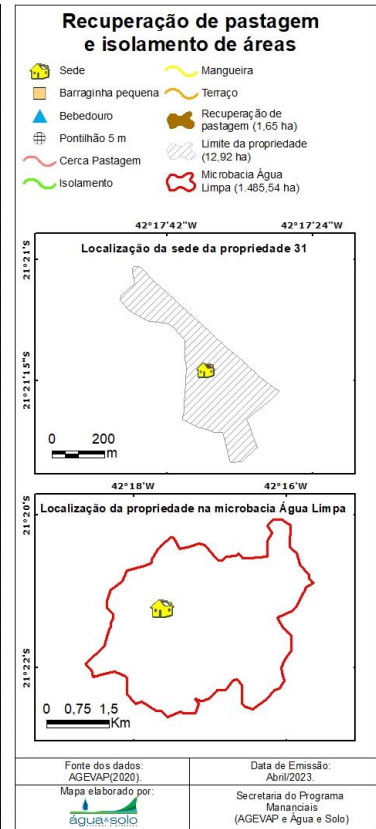 Recuperação de pastagem
e isolamento de áreas
Sede
Barraginha pequena
Bebedouro
Pontilhão 5 m
Cerca Pastagem
Isolamento
Mangueira
Terraço
Recuperação de
pastagem (1,65 ha)
Limite da propriedade
(12,92 ha)
Microbacia Água
Limpa (1.485,54 ha)
42°17'42"W 42°17'24"W
21°21'S
Localização da sede da propriedade 31
21°21'15"S
0 200
m
42°18'W 42°16'W
21°20'S
Localização da propriedade na microbacia Água Limpa
21°22'S
0 0,75 1,5
Km
Fonte dos dados:
AGEVAP(2020).
Data de Emissão:
Abril/2023.
Mapa elaborado por:
água&solo
Secretaria do Programa
Mananciais
(AGEVAP e Água e Solo)